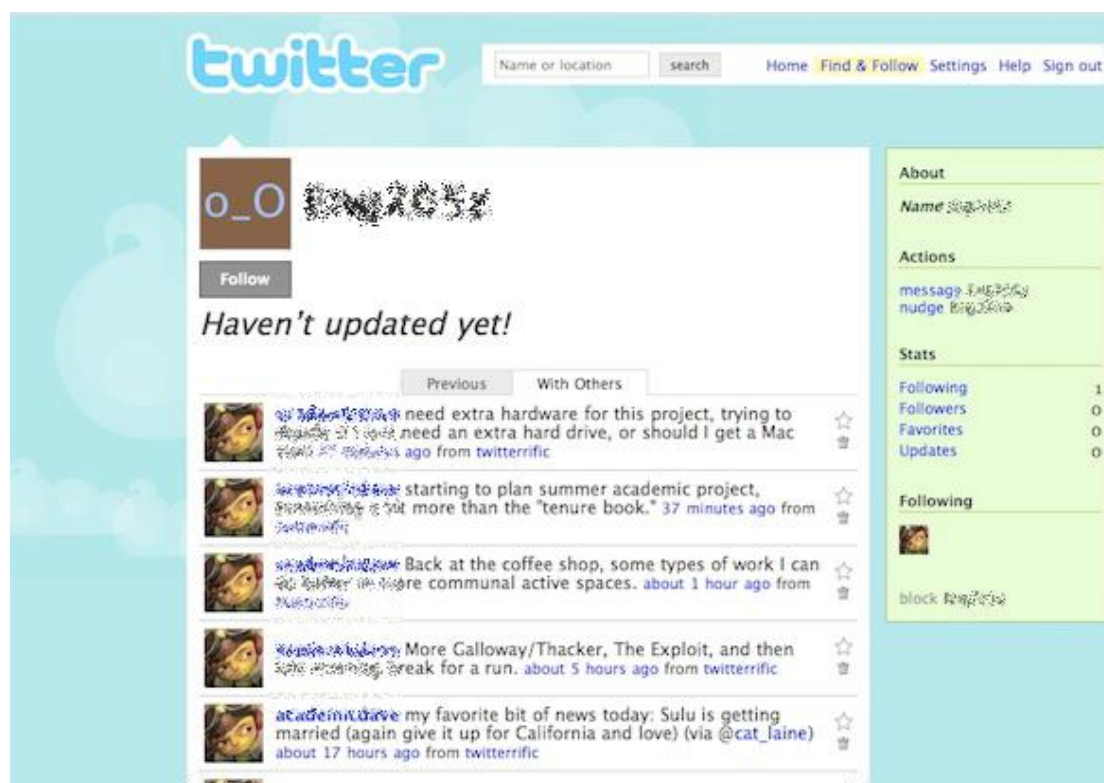 twitter
Name or location search Home Find & Follow Settings Help Sign out
o_O
Follow
Haven't updated yet!
Previous With Others
need extra hardware for this project, trying to
need an extra hard drive, or should I get a Mac
ago from twitterrific
starting to plan summer academic project,
more than the "tenure book." 37 minutes ago from
Back at the coffee shop, some types of work I can
communal active spaces. about 1 hour ago from
More Galloway/Thacker, The Exploit, and then
break for a run. about 5 hours ago from twitterrific
my favorite bit of news today: Sulu is getting
married (again give it up for California and love) (via @cat_laine)
about 17 hours ago from twitterrific
About
Name
Actions
message
nudge
Stats
Following 1
Followers 0
Favorites 0
Updates 0
Following
block